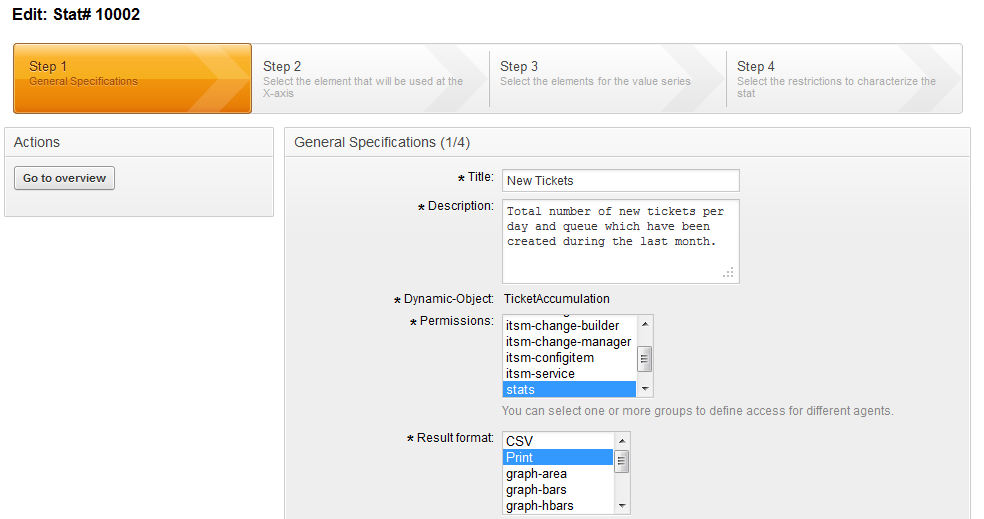 Edit: Stat# 10002
Step 1
General Specifications
Step 2
Select the element that will be used at the
X-axis
Step 3
Select the elements for the value series
Step 4
Select the restrictions to characterize the
stat
Actions
Go to overview
General Specifications (1/4)
* Title:
New Tickets
* Description:
Total number of new tickets per
day and queue which have been
created during the last month.
* Dynamic-Object:
TicketAccumulation
* Permissions:
itsm-change-builder
itsm-change-manager
itsm-configitem
itsm-service
stats
You can select one or more groups to define access for different agents.
* Result format:
CSV
Print
graph-area
graph-bars
graph-hbars